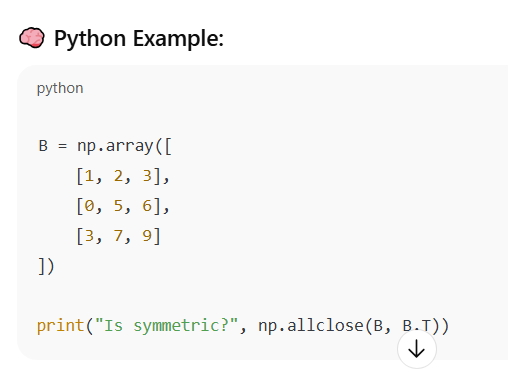 🧠 Python Example:
python
B = np.array([
    [1, 2, 3],
    [0, 5, 6],
    [3, 7, 9]
])
print("Is symmetric?", np.allclose(B, B.T))